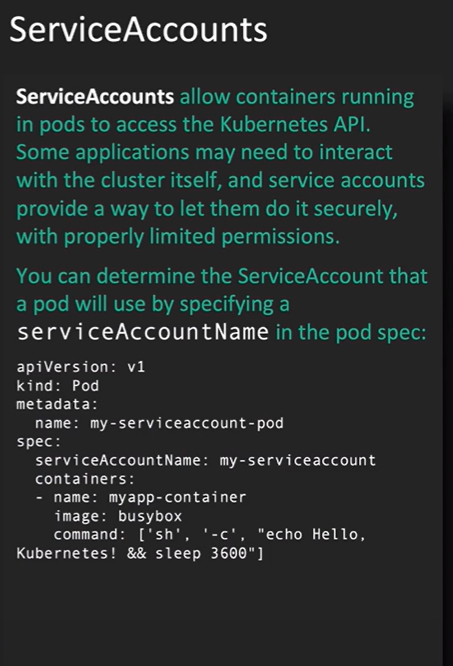 ServiceAccounts
ServiceAccounts allow containers running
in pods to access the Kubernetes API.
Some applications may need to interact
with the cluster itself, and service accounts
provide a way to let them do it securely,
with properly limited permissions.
You can determine the ServiceAccount that
a pod will use by specifying a
serviceAccountName in the pod spec:
apiVersion: v1
kind: Pod
metadata:
  name: my-serviceaccount-pod
spec:
  serviceAccountName: my-serviceaccount
  containers:
  - name: myapp-container
    image: busybox
    command: ['sh', '-c', "echo Hello,
Kubernetes! && sleep 3600"]